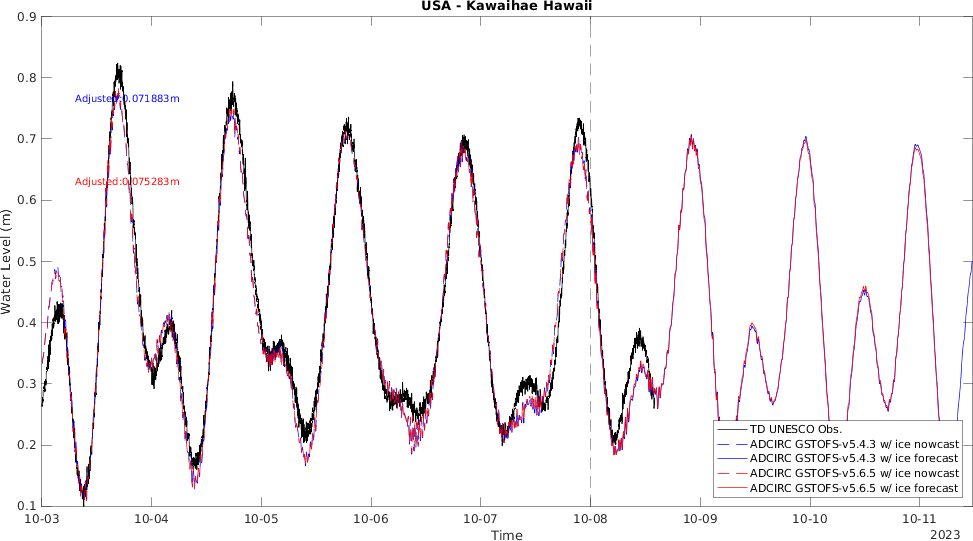 USA - Kawaihae Hawaii
0.9
0.8
Adjusted:0.071883m
0.7
Adjusted:0.075283m
0.6
0.5
0.4
0.3
0.2
0.1
Water Level (m)
TD UNESCO Obs.
ADCIRC GSTOFS-v5.4.3 w/ ice nowcast
ADCIRC GSTOFS-v5.4.3 w/ ice forecast
ADCIRC GSTOFS-v5.6.5 w/ ice nowcast
ADCIRC GSTOFS-v5.6.5 w/ ice forecast
10-03 10-04 10-05 10-06 10-07 10-08 10-09 10-10 10-11
Time
2023